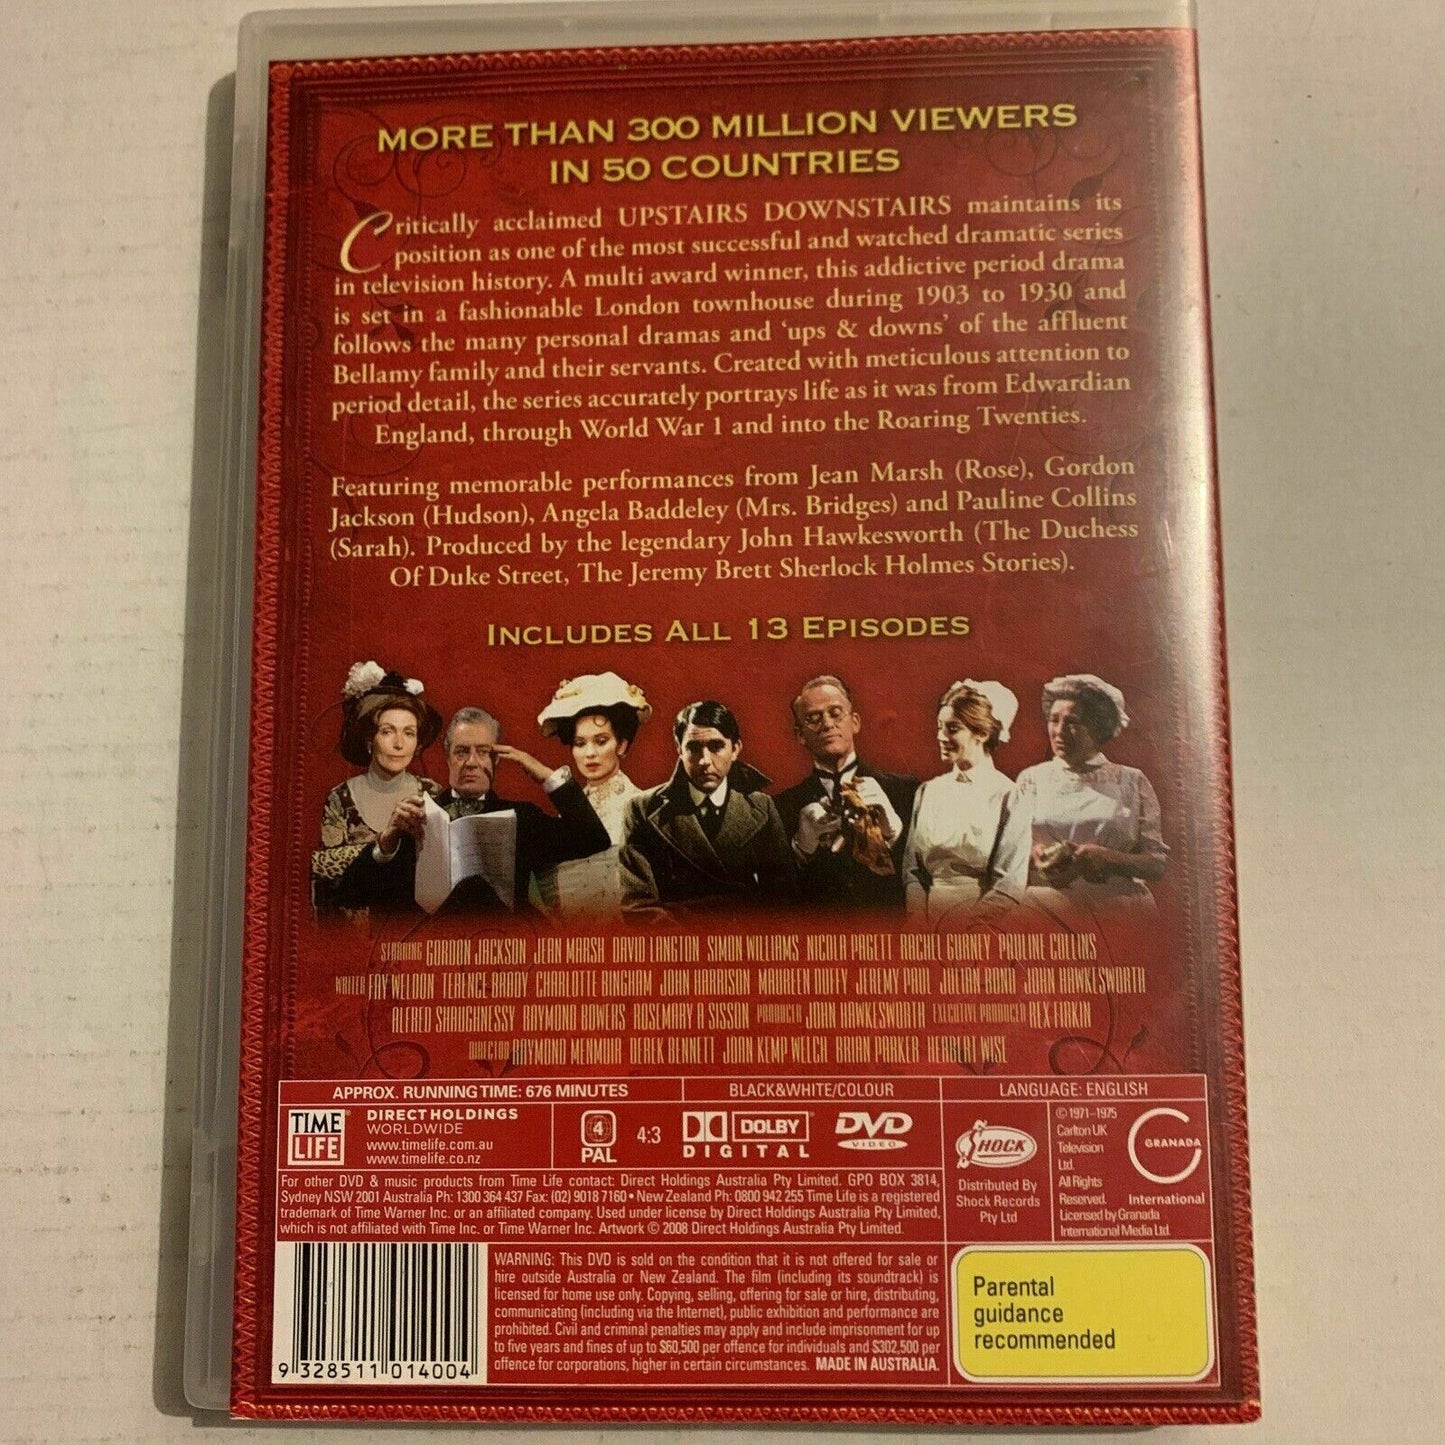 MORE THAN 300 MILLION VIEWERS
IN 50 COUNTRIES
Critically acclaimed UPSTAIRS DOWNSTAIRS maintains its
position as one of the most successful and watched dramatic series
in television history. A multi award winner, this addictive period drama
is set in a fashionable London townhouse during 1903 to 1930 and
follows the many personal dramas and ‘ups & downs’ of the affluent
Bellamy family and their servants. Created with meticulous attention to
period detail, the series accurately portrays life as it was from Edwardian
England, through World War 1 and into the Roaring Twenties.
Featuring memorable performances from Jean Marsh (Rose), Gordon
Jackson (Hudson), Angela Baddeley (Mrs. Bridges) and Pauline Collins
(Sarah). Produced by the legendary John Hawkesworth (The Duchess
Of Duke Street, The Jeremy Brett Sherlock Holmes Stories).
INCLUDES ALL 13 EPISODES
STARRING GORDON JACKSON JEAN MARSH DAVID LANGTON SIMON WILLIAMS NICOLA PAGETT RACHEL GURNEY PAULINE COLLINS
WRITER FAY WELDON TERENCE BRADY CHARLOTTE BINGHAM JOHN HARRISON MAUREEN DUFFY JEREMY PAUL JULIAN BOND JOHN HAWKESWORTH
ALFRED SHAUGHNESSY RAYMOND BOWERS ROSEMARY A SISSON PRODUCER JOHN HAWKESWORTH EXECUTIVE PRODUCER REX FIRKIN
DIRECTOR RAYMOND MENMUIR DEREK BENNETT JOAN KEMP WELCH BRIAN PARKER HERBERT WISE
APPROX. RUNNING TIME: 676 MINUTES
BLACK&WHITE/COLOUR
LANGUAGE: ENGLISH
TIME
LIFE
DIRECT HOLDINGS
WORLDWIDE
www.timelife.com.au
www.timelife.co.nz
4
PAL
4:3
DOLBY
DIGITAL
DVD
VIDEO
SHOCK
Distributed By
Shock Records
Pty Ltd
© 1971-1975
Carlton UK
Television
Ltd.
All Rights
Reserved.
Licensed by Granada
International Media Ltd.
GRANADA
International
For other DVD & music products from Time Life contact: Direct Holdings Australia Pty Limited. GPO BOX 3814,
Sydney NSW 2001 Australia Ph: 1300 364 437 Fax: (02) 9018 7160 • New Zealand Ph: 0800 942 255 Time Life is a registered
trademark of Time Warner Inc. or an affiliated company. Used under license by Direct Holdings Australia Pty Limited,
which is not affiliated with Time Inc. or Time Warner Inc. Artwork © 2008 Direct Holdings Australia Pty Limited.
9 328511 014004
WARNING: This DVD is sold on the condition that it is not offered for sale or
hire outside Australia or New Zealand. The film (including its soundtrack) is
licensed for home use only. Copying, selling, offering for sale or hire, distributing,
communicating (including via the Internet), public exhibition and performance are
prohibited. Civil and criminal penalties may apply and include imprisonment for up
to five years and fines of up to $60,500 per offence for individuals and $302,500 per
offence for corporations, higher in certain circumstances. MADE IN AUSTRALIA.
Parental
guidance
recommended